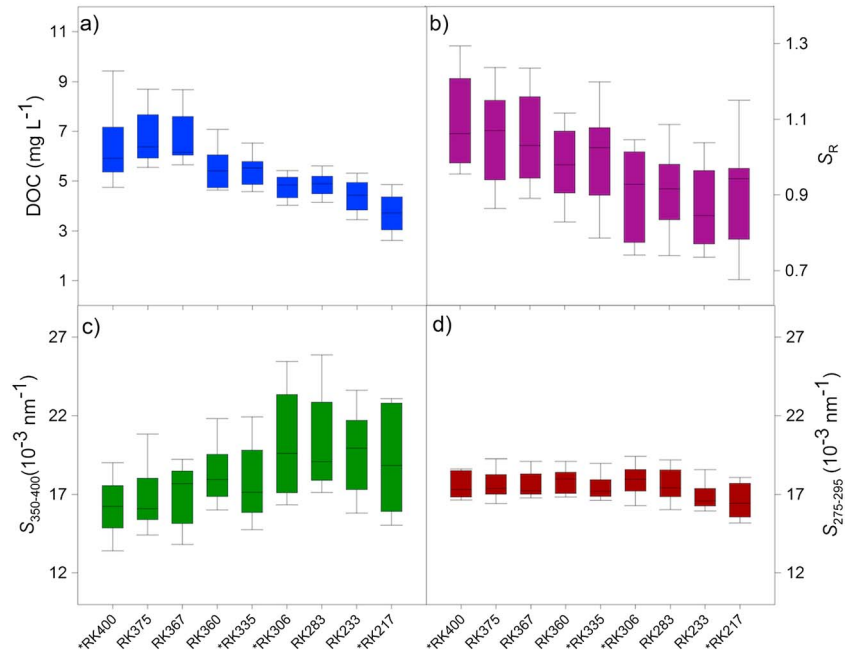 a)
b)
11
9
7
5
3
1
DOC (mg L⁻¹)
1.3
1.1
0.9
0.7
S_R
c)
d)
27
22
17
12
S₃₅₀₋₄₀₀(10⁻³ nm⁻¹)
27
22
17
12
S₂₇₅₋₂₉₅ (10⁻³ nm⁻¹)
*RK400 RK375 RK367 RK360 *RK335 *RK306 RK283 RK233 *RK217
*RK400 RK375 RK367 RK360 *RK335 *RK306 RK283 RK233 *RK217